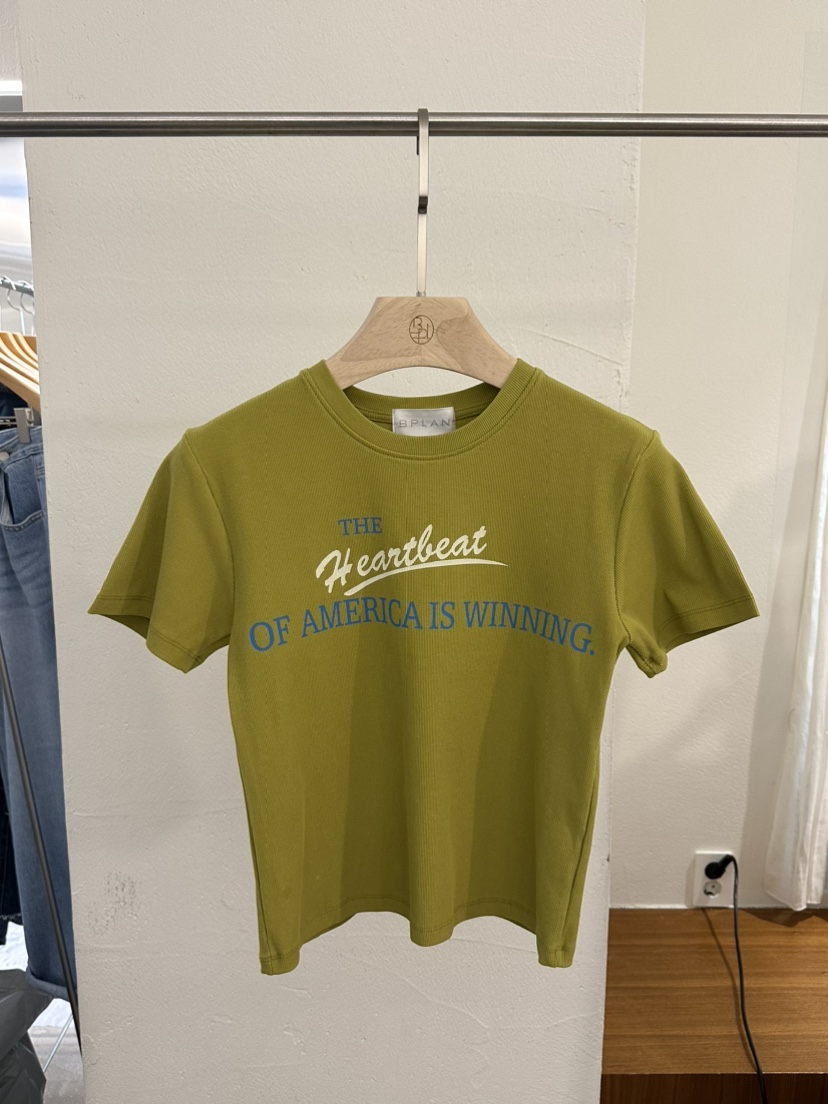 BPLAN
THE
Heartbeat
OF AMERICA IS WINNING.